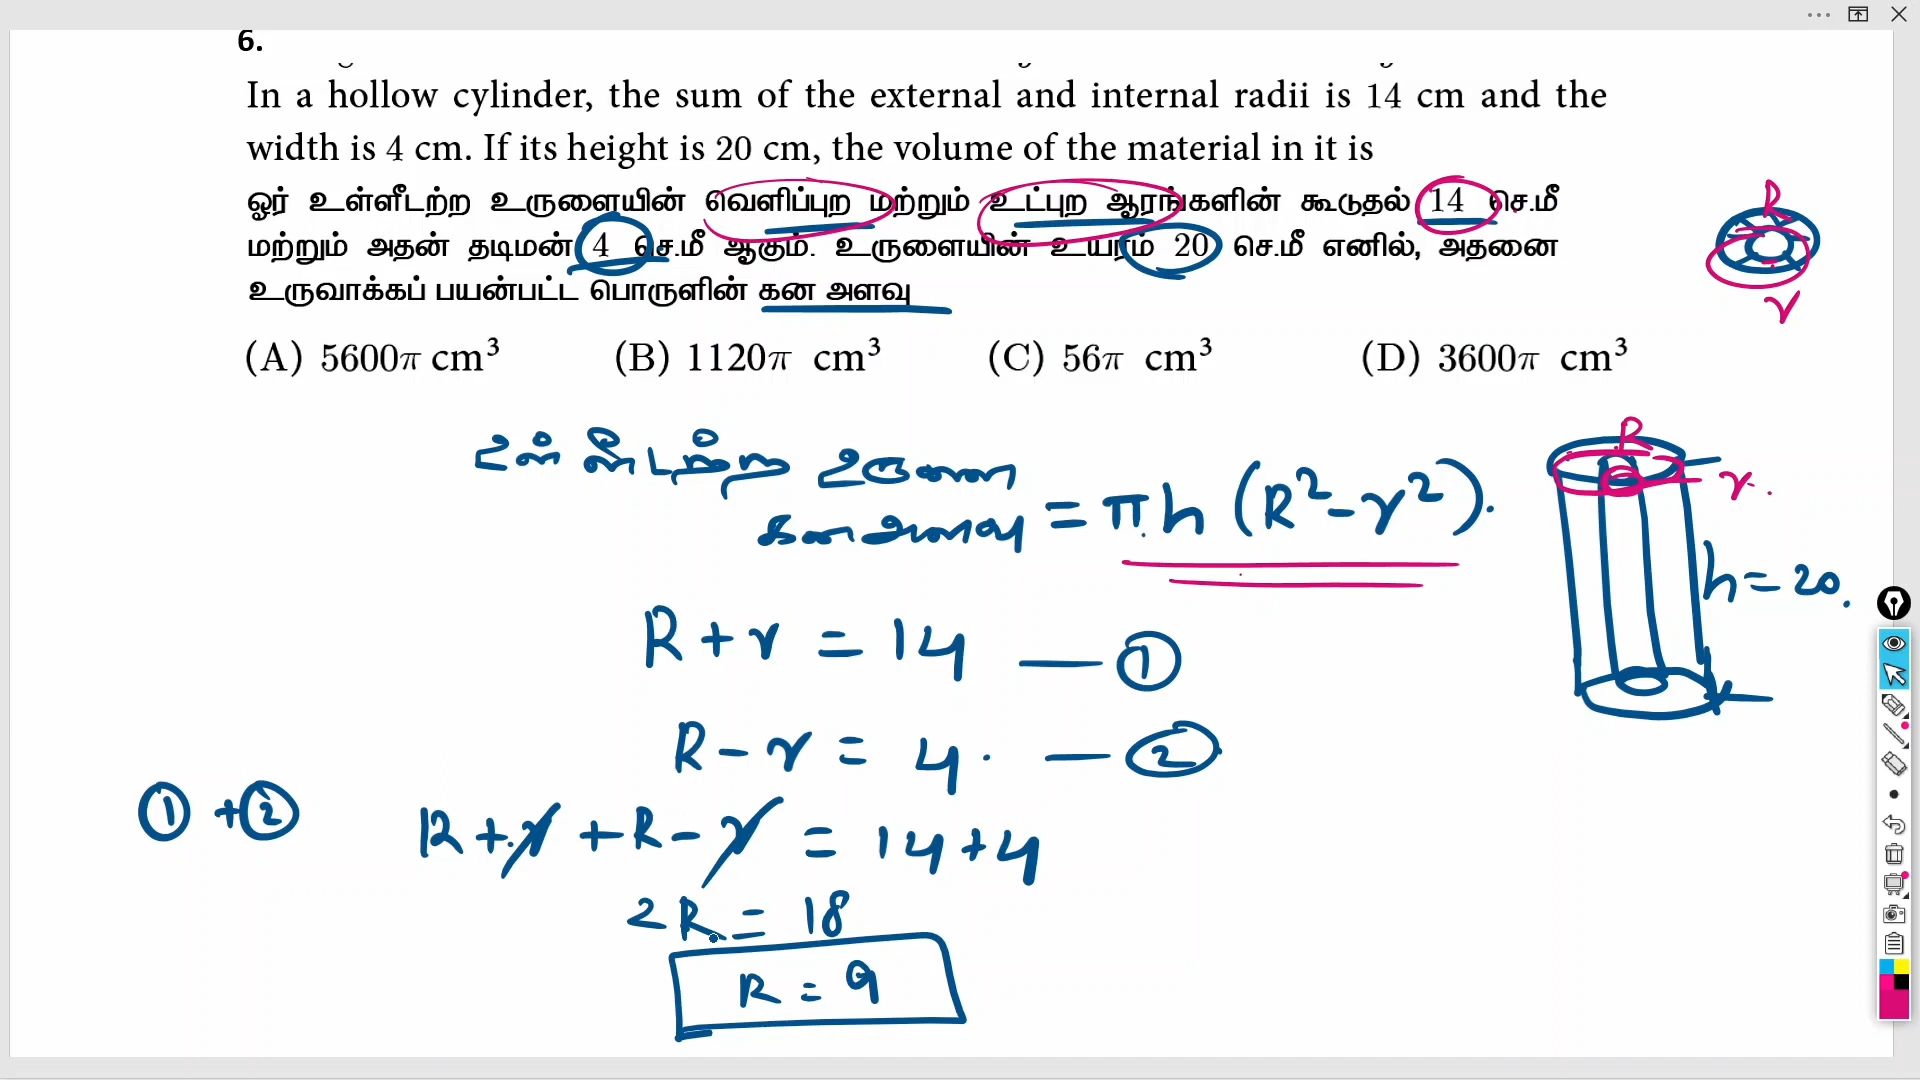 6.
In a hollow cylinder, the sum of the external and internal radii is 14 cm and the
width is 4 cm. If its height is 20 cm, the volume of the material in it is
ஓர் உள்ளீடற்ற உருளையின் வெளிப்புற மற்றும் உட்புற ஆரங்களின் கூடுதல் 14 செ.மீ
மற்றும் அதன் தடிமன் 4 செ.மீ ஆகும். உருளையின் உயரம் 20 செ.மீ எனில், அதனை
உருவாக்கப் பயன்பட்ட பொருளின் கன அளவு
(A) 5600π cm³ (B) 1120π cm³ (C) 56π cm³ (D) 3600π cm³
R
r
உள்ளீடற்ற உருளை
கனஅளவு = πh (R² - r²).
R
r.
h = 20.
R + r = 14 — ①
R - r = 4. — ②
① + ② R + r + R - r = 14 + 4
2R = 18
R = 9